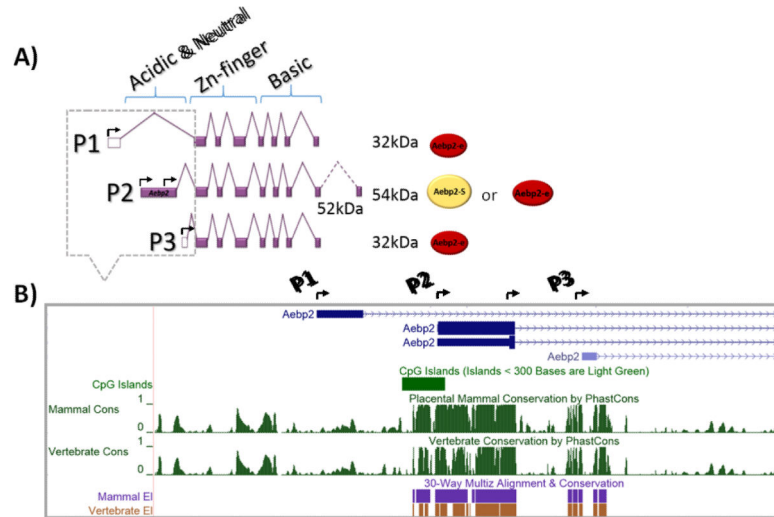 A)
Acidic & Neutral
Zn-finger
Basic
P1
32kDa
Aebp2-e
P2
Aebp2
52kDa
54kDa
Aebp2-S
or
Aebp2-e
P3
32kDa
Aebp2-e
B)
P1
P2
P3
Aebp2
Aebp2
Aebp2
Aebp2
CpG Islands (Islands < 300 Bases are Light Green)
CpG Islands
Placental Mammal Conservation by PhastCons
1
Mammal Cons
0
Vertebrate Conservation by PhastCons
1
Vertebrate Cons
0
30-Way Multiz Alignment & Conservation
Mammal El
Vertebrate El